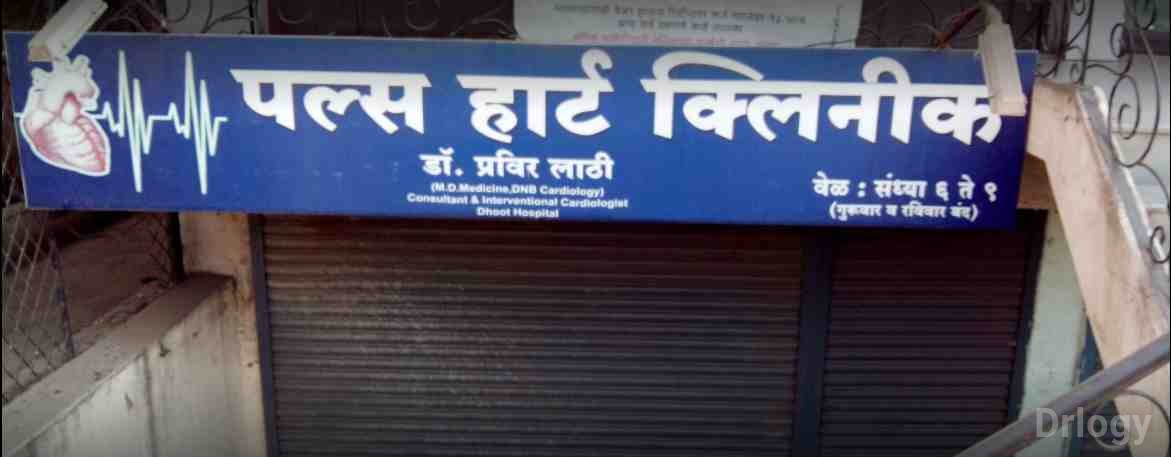 पल्स हार्ट क्लिनीक
डॉ. प्रविर लाठी
(M.D.Medicine,DNB Cardiology)
Consultant & Interventional Cardiologist
Dhoot Hospital
वेळ : संध्या ६ ते ९
(गुरुवार व रविवार बंद)
Drlogy